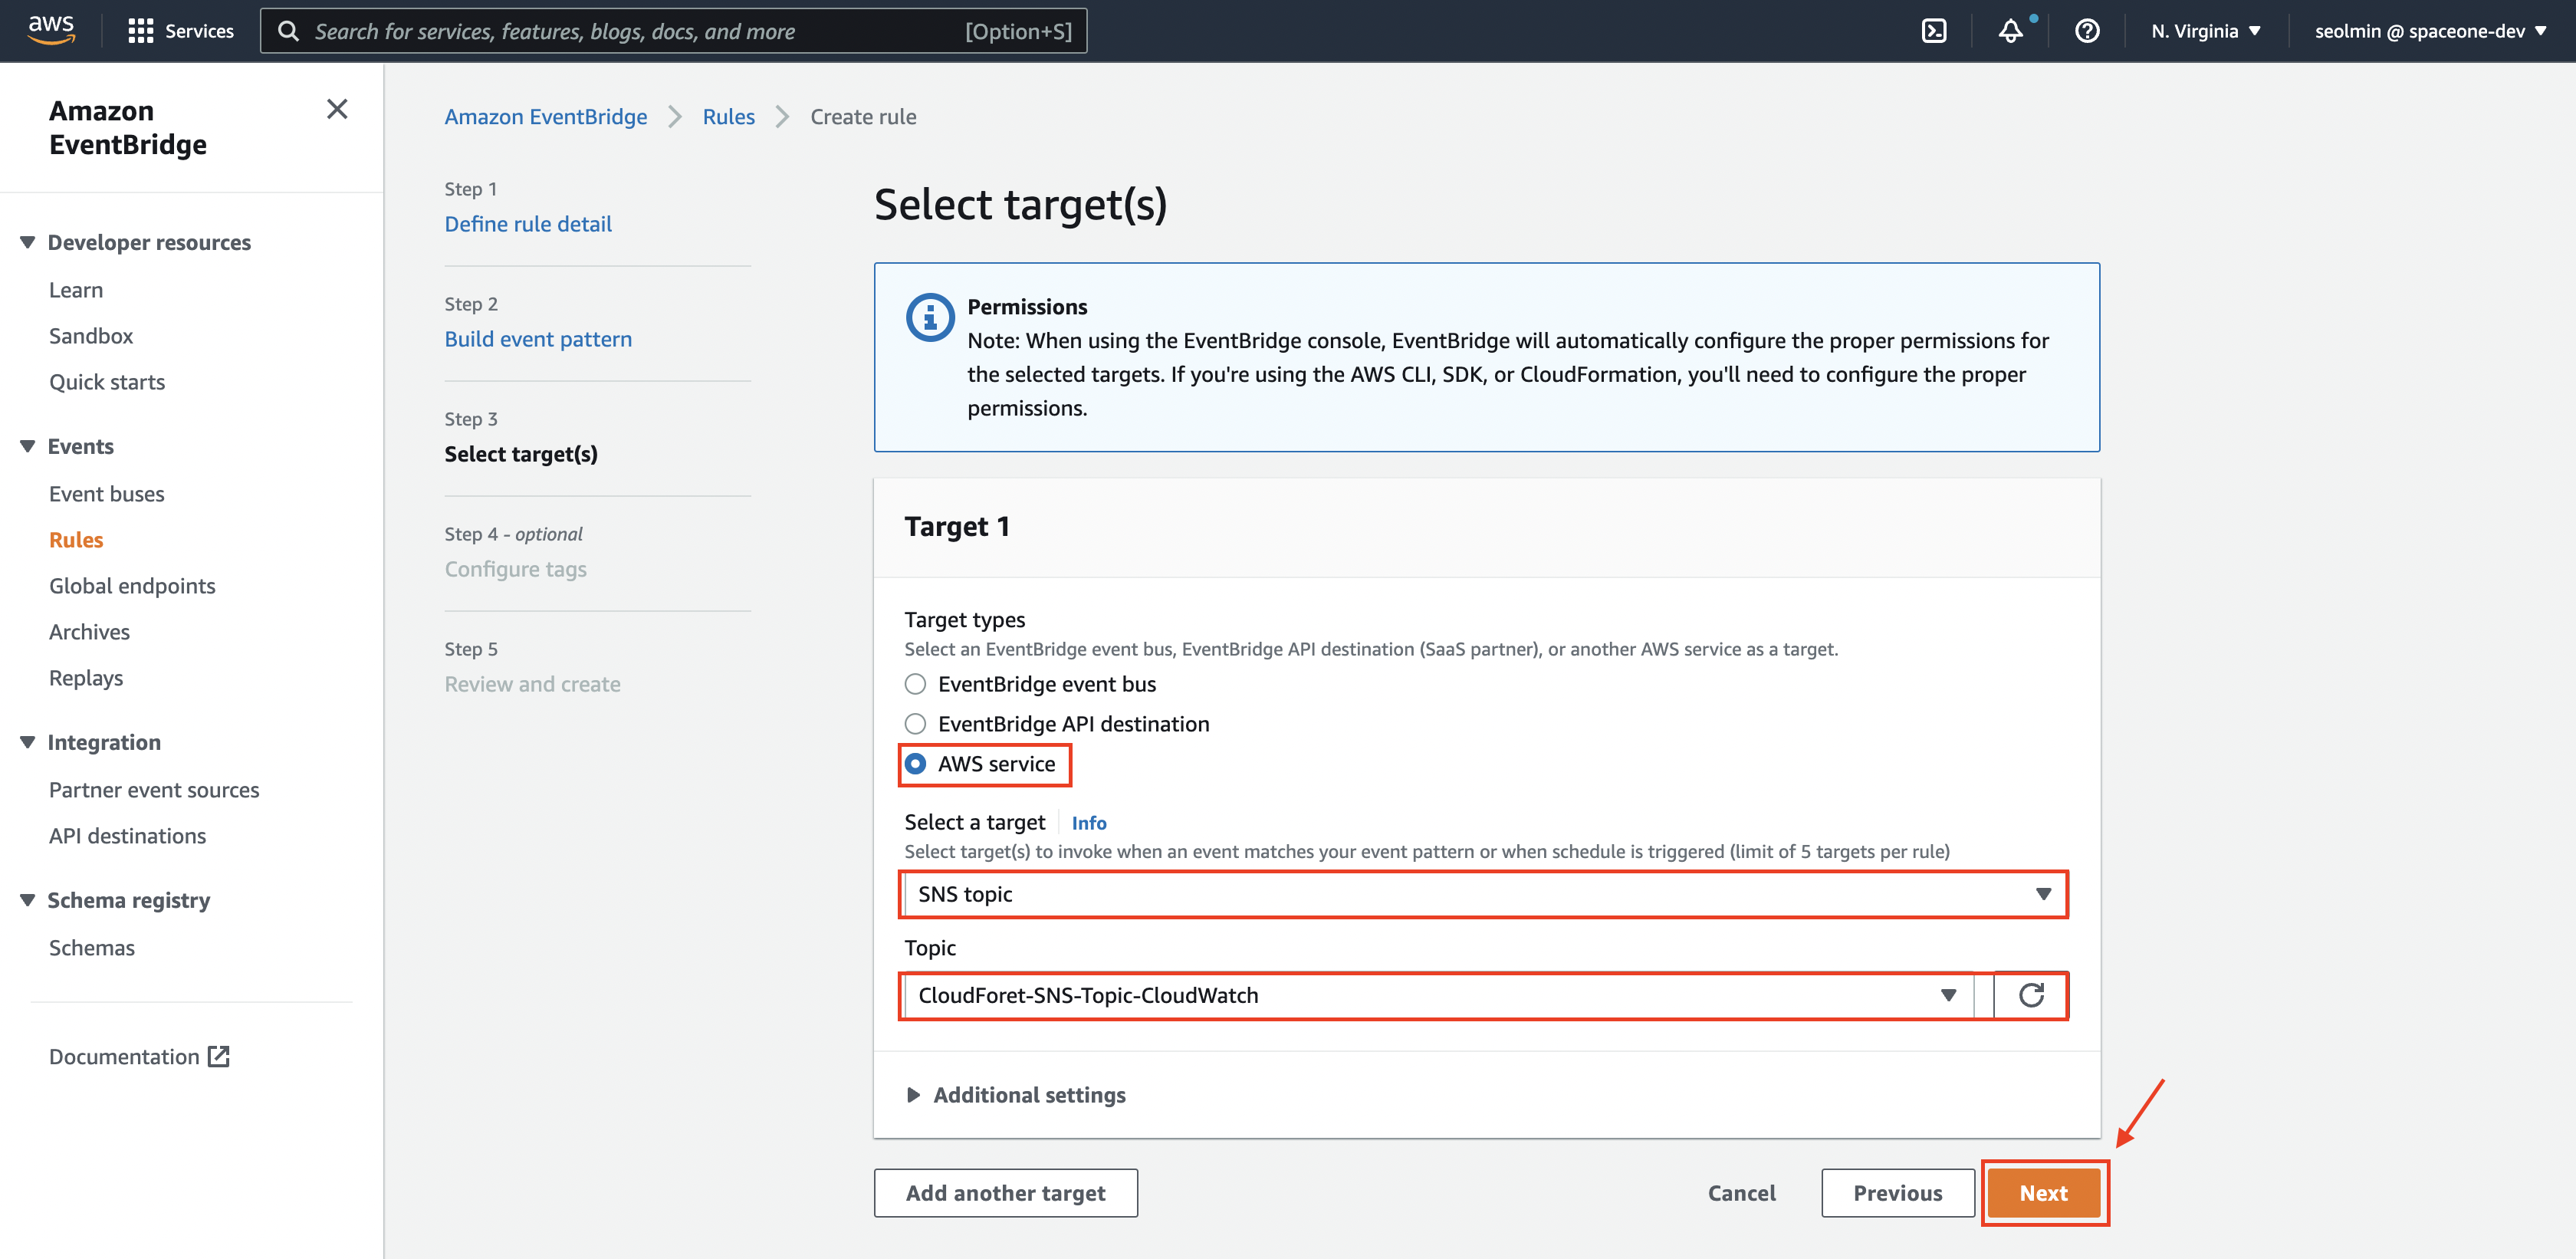 aws
Services
Search for services, features, blogs, docs, and more
[Option+S]
N. Virginia
seolmin @ spaceone-dev
Amazon
EventBridge
Developer resources
Learn
Sandbox
Quick starts
Events
Event buses
Rules
Global endpoints
Archives
Replays
Integration
Partner event sources
API destinations
Schema registry
Schemas
Documentation
Amazon EventBridge
Rules
Create rule
Step 1
Define rule detail
Step 2
Build event pattern
Step 3
Select target(s)
Step 4 - optional
Configure tags
Step 5
Review and create
Select target(s)
Permissions
Note: When using the EventBridge console, EventBridge will automatically configure the proper permissions for
the selected targets. If you're using the AWS CLI, SDK, or CloudFormation, you'll need to configure the proper
permissions.
Target 1
Target types
Select an EventBridge event bus, EventBridge API destination (SaaS partner), or another AWS service as a target.
EventBridge event bus
EventBridge API destination
AWS service
Select a target
Info
Select target(s) to invoke when an event matches your event pattern or when schedule is triggered (limit of 5 targets per rule)
SNS topic
Topic
CloudForet-SNS-Topic-CloudWatch
Additional settings
Add another target
Cancel
Previous
Next